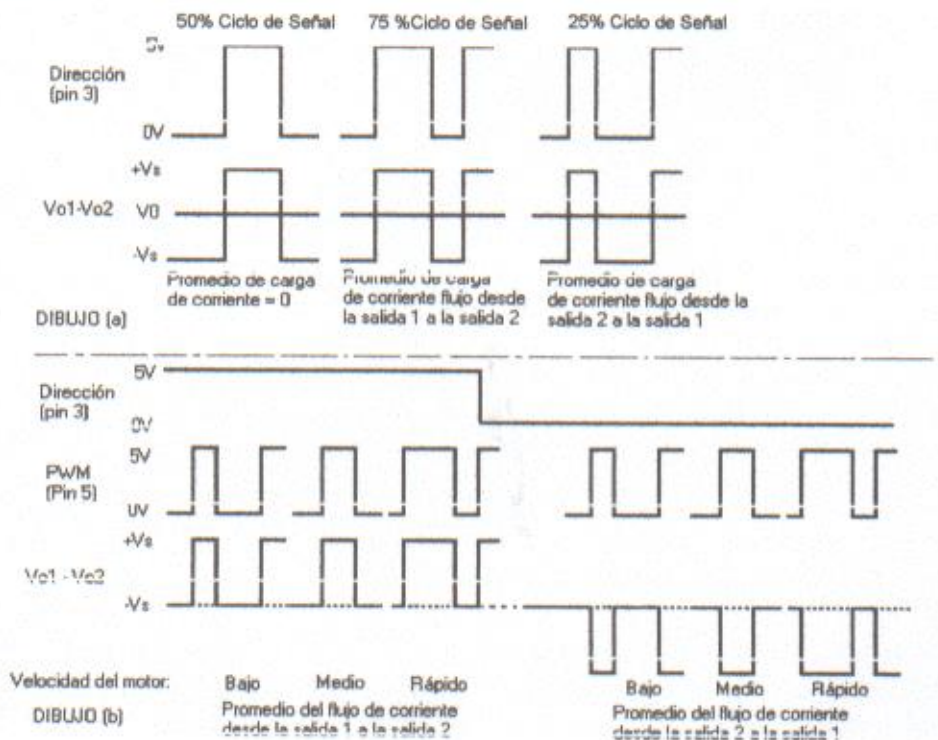 50% Ciclo de Señal 75 %Ciclo de Señal 25% Ciclo de Señal
Dirección
(pin 3)
0V
+Vs
Vo1-Vo2 V0
-Vs
Promedio de carga
de corriente = 0
Promedio de carga
de corriente flujo desde
la salida 1 a la salida 2
Promedio de carga
de corriente flujo desde la
salida 2 a la salida 1
DIBUJO (a)
Dirección
(pin 3)
5V
0V
PWM
(Pin 5)
5V
0V
+Vs
Vo1 - Vo2
-Vs
Velocidad del motor: Bajo Medio Rápido Bajo Medio Rápido
DIBUJO (b)
Promedio del flujo de corriente
desde la salida 1 a la salida 2
Promedio del flujo de corriente
desde la salida 2 a la salida 1